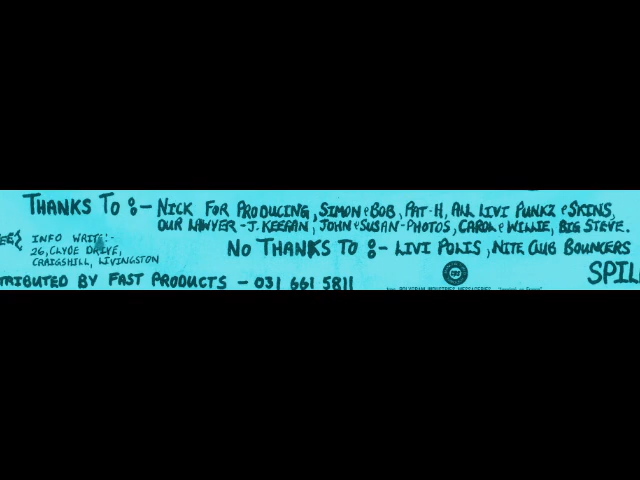 THANKS TO :- NICK FOR PRODUCING, SIMON & BOB, PAT-H, ALL LIVI PUNKZ & SKINS,
OUR LAWYER - J. KEEGAN, JOHN & SUSAN - PHOTOS, CAROL & WILLIE, BIG STEVE.
INFO WRITE:-
26, CLYDE DRIVE,
CRAIGSHILL, LIVINGSTON
NO THANKS TO :- LIVI POLIS, NITE CLUB BOUNCERS
TRIBUTED BY FAST PRODUCTS - 031 661 5811
SPIL